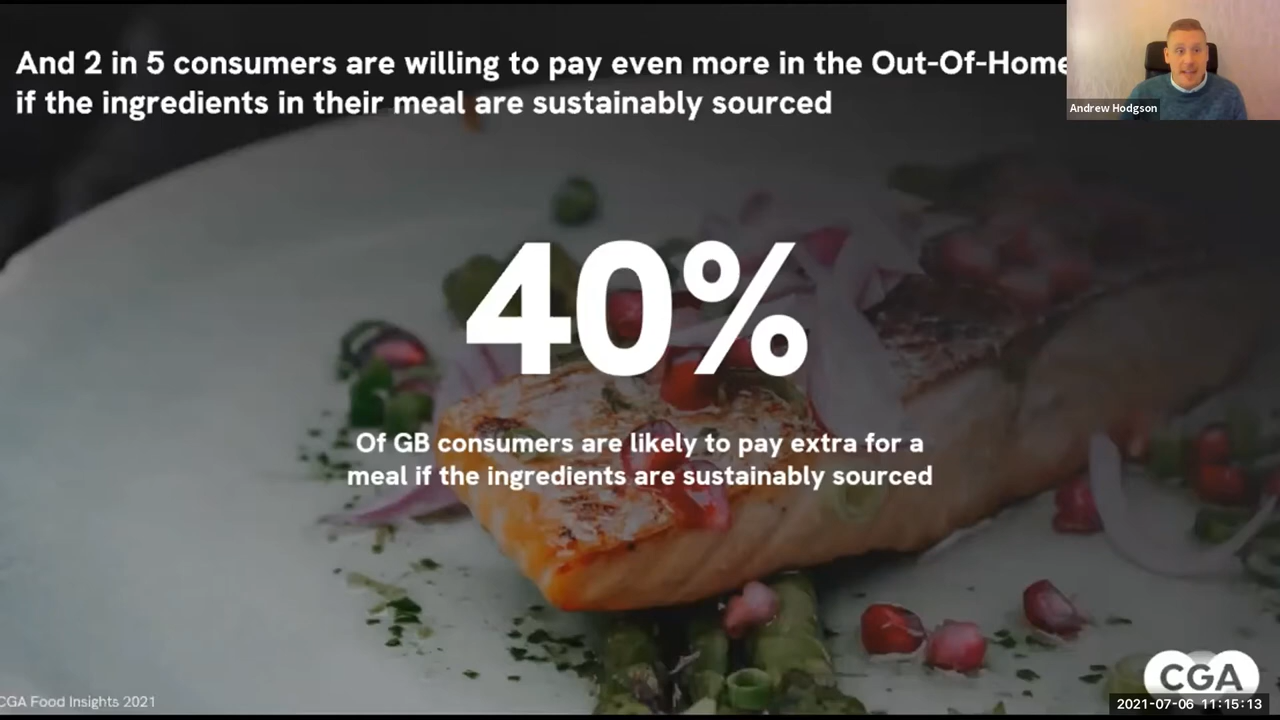 And 2 in 5 consumers are willing to pay even more in the Out-Of-Home
if the ingredients in their meal are sustainably sourced
Andrew Hodgson
40%
Of GB consumers are likely to pay extra for a
meal if the ingredients are sustainably sourced
CGA Food Insights 2021
CGA
2021-07-06 11:15:13